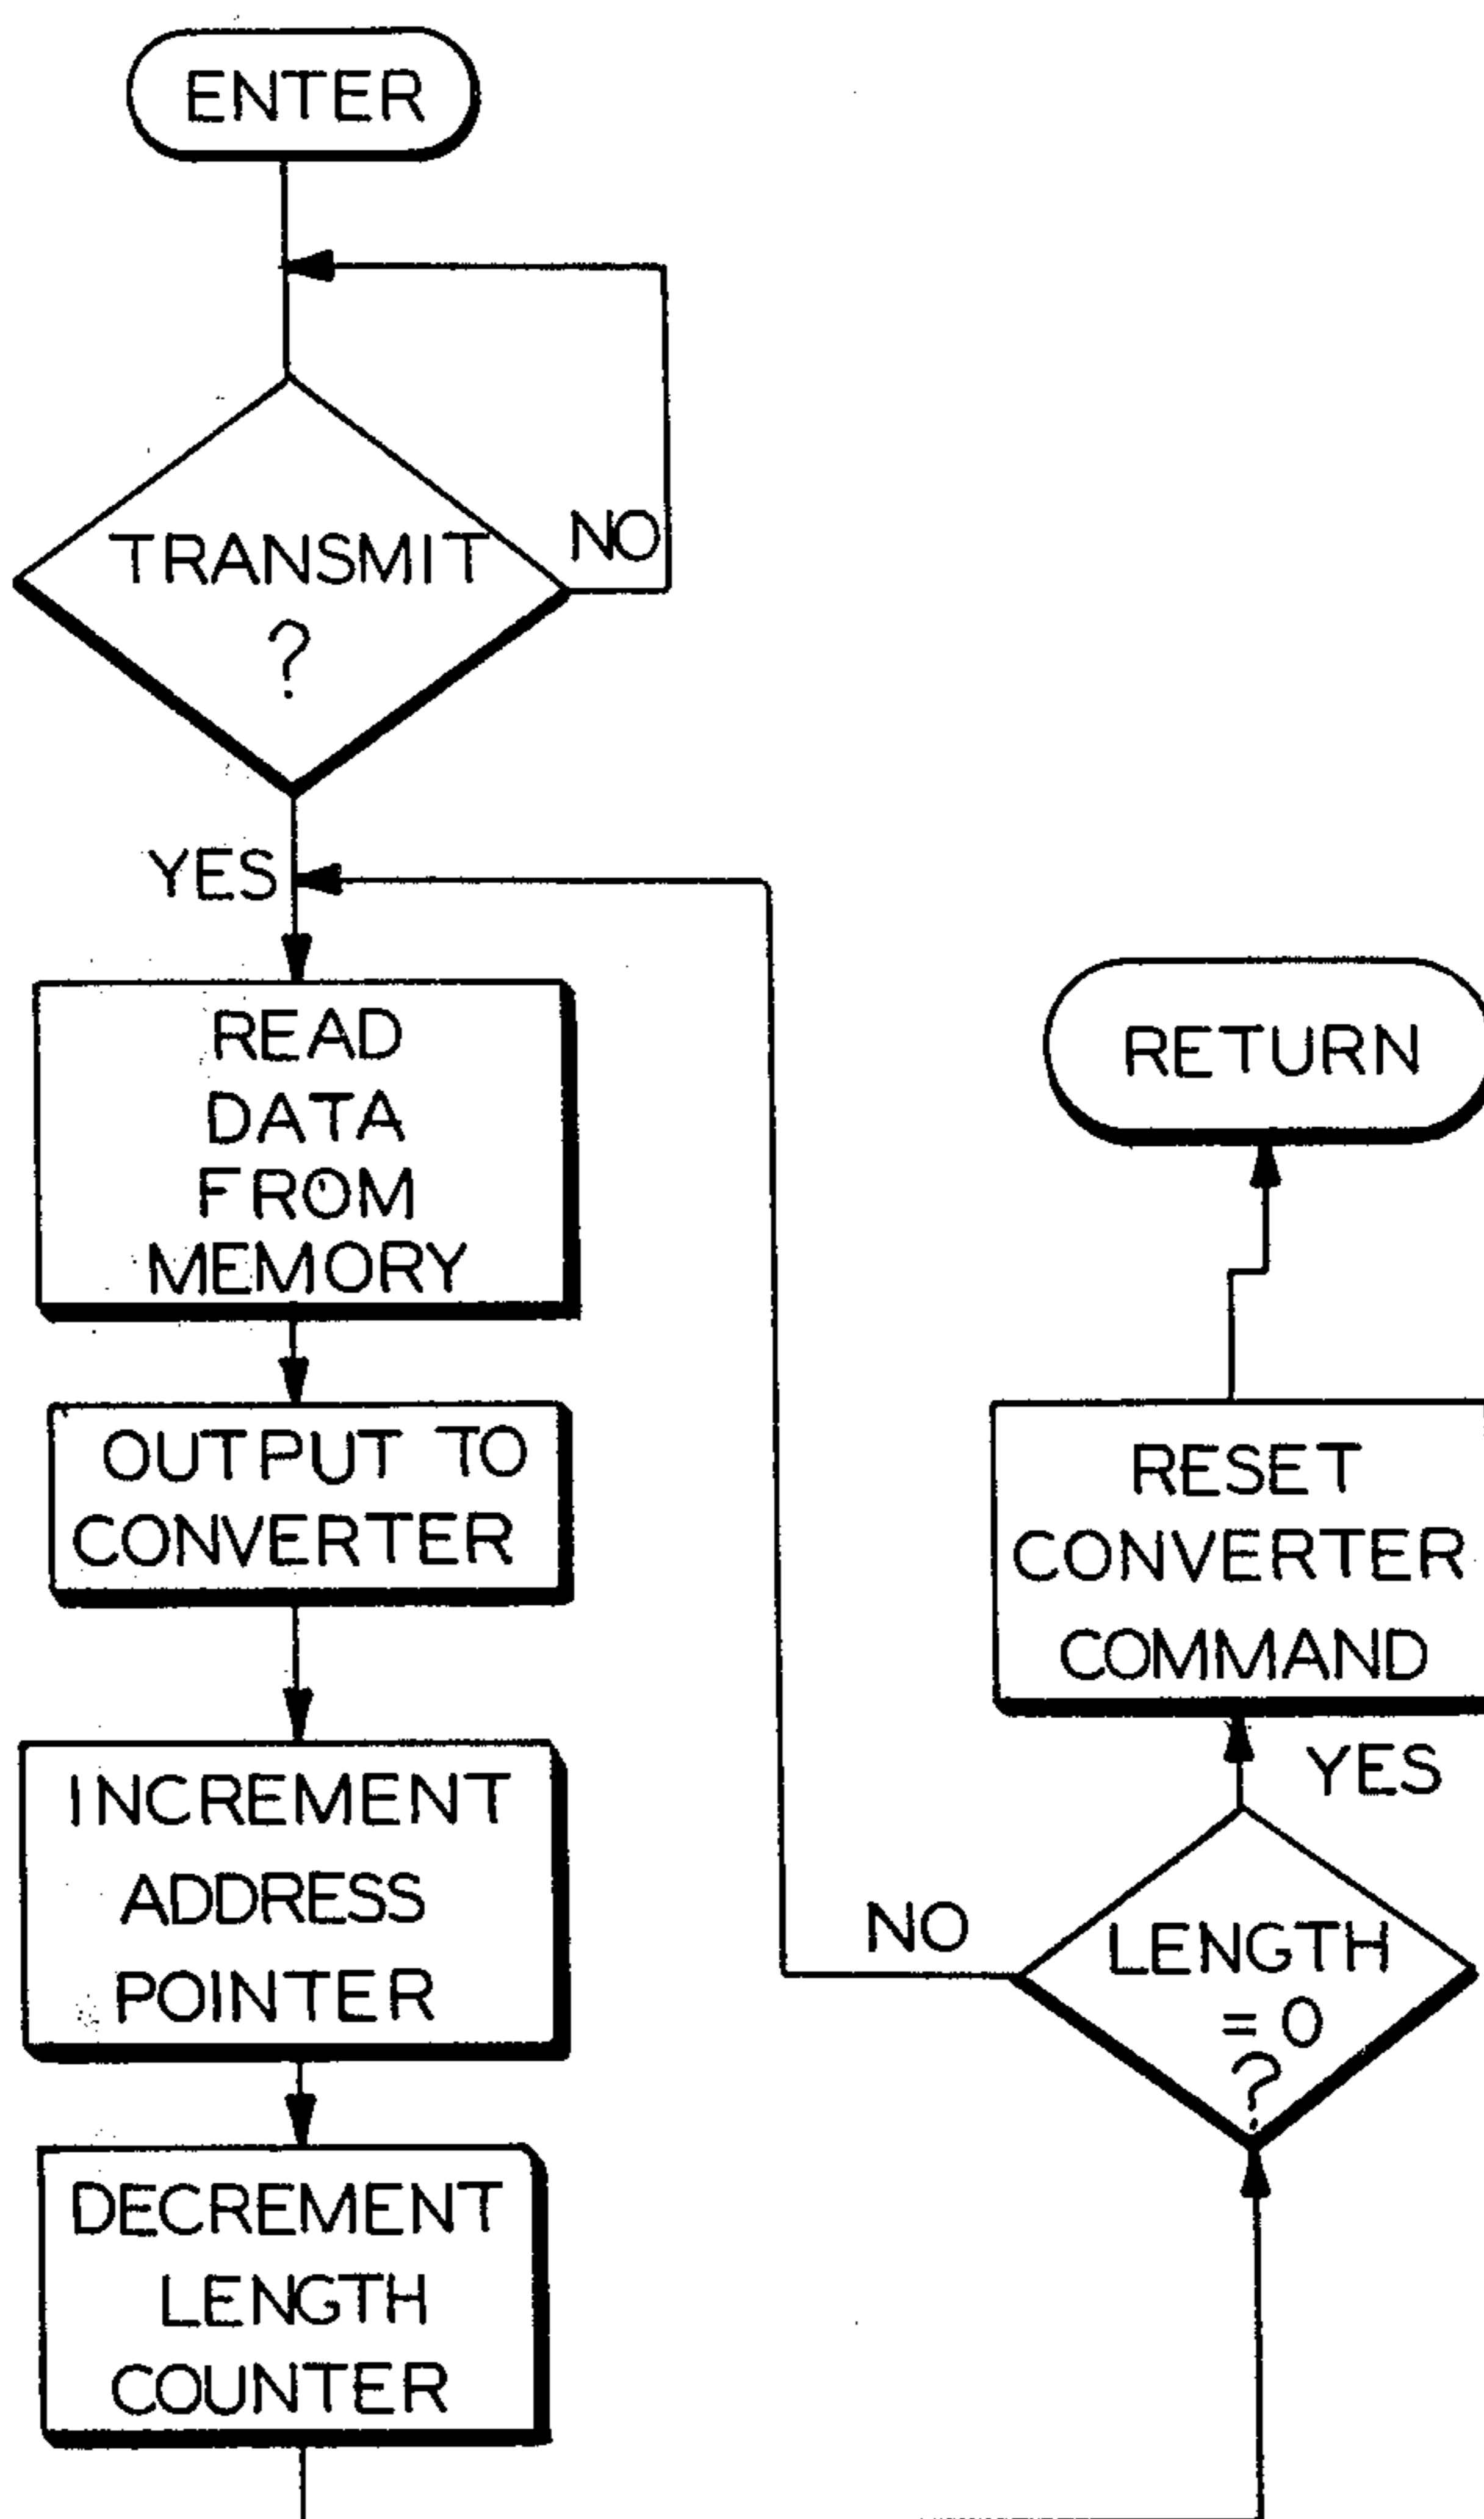 ENTER
TRANSMIT
?
NO
YES
READ
DATA
FROM
MEMORY
OUTPUT TO
CONVERTER
INCREMENT
ADDRESS
POINTER
DECREMENT
LENGTH
COUNTER
LENGTH
= 0
?
NO
YES
RESET
CONVERTER
COMMAND
RETURN